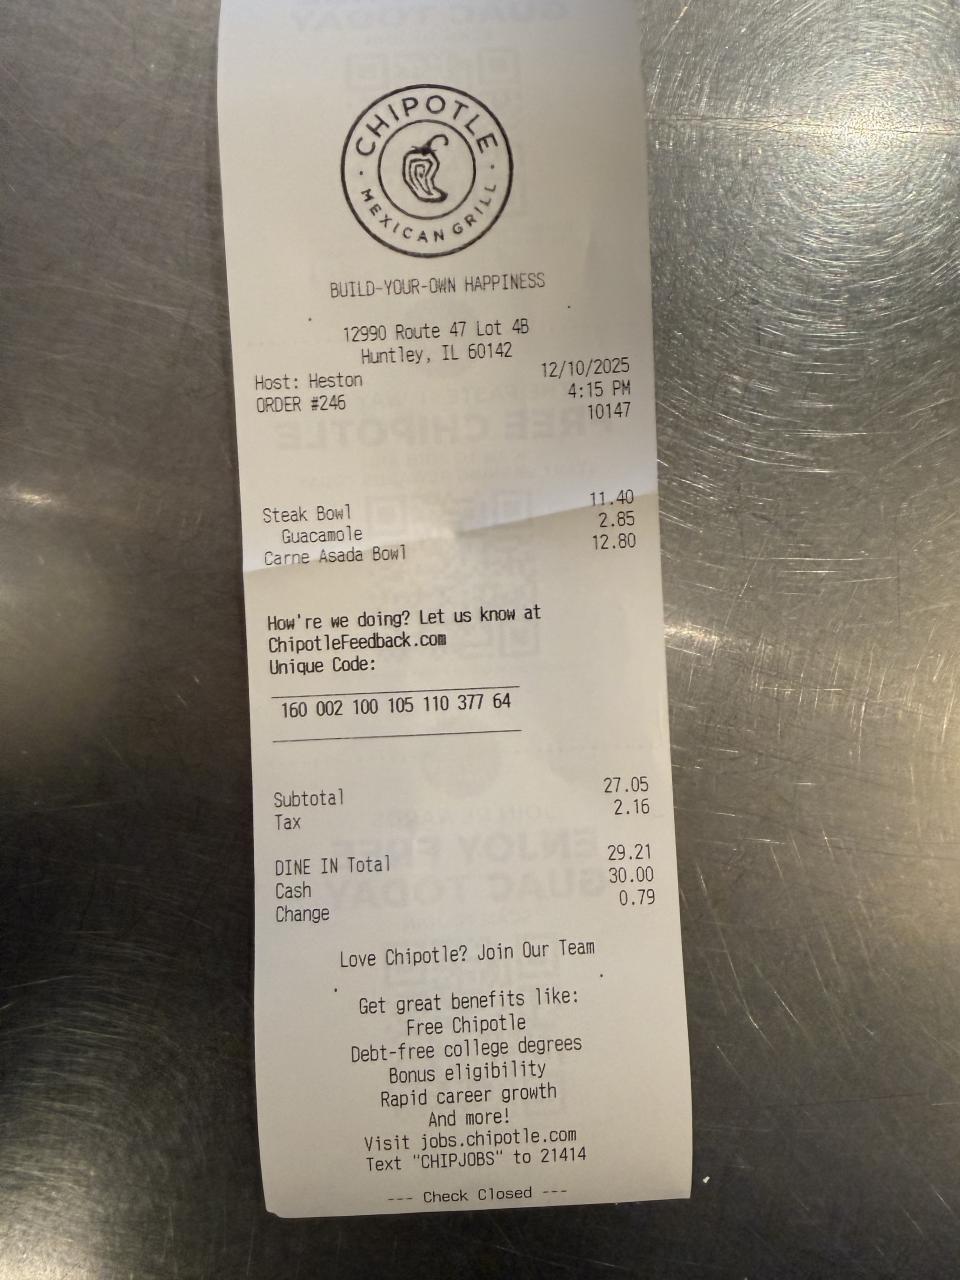 CHIPOTLE
MEXICAN GRILL
BUILD-YOUR-OWN HAPPINESS
12990 Route 47 Lot 4B
Huntley, IL 60142
Host: Heston 12/10/2025
ORDER #246 4:15 PM
10147
Steak Bowl 11.40
Guacamole 2.85
Carne Asada Bowl 12.80
How're we doing? Let us know at
ChipotleFeedback.com
Unique Code:
160 002 100 105 110 377 64
Subtotal 27.05
Tax 2.16
DINE IN Total 29.21
Cash 30.00
Change 0.79
Love Chipotle? Join Our Team
Get great benefits like:
Free Chipotle
Debt-free college degrees
Bonus eligibility
Rapid career growth
And more!
Visit jobs.chipotle.com
Text "CHIPJOBS" to 21414
--- Check Closed ---